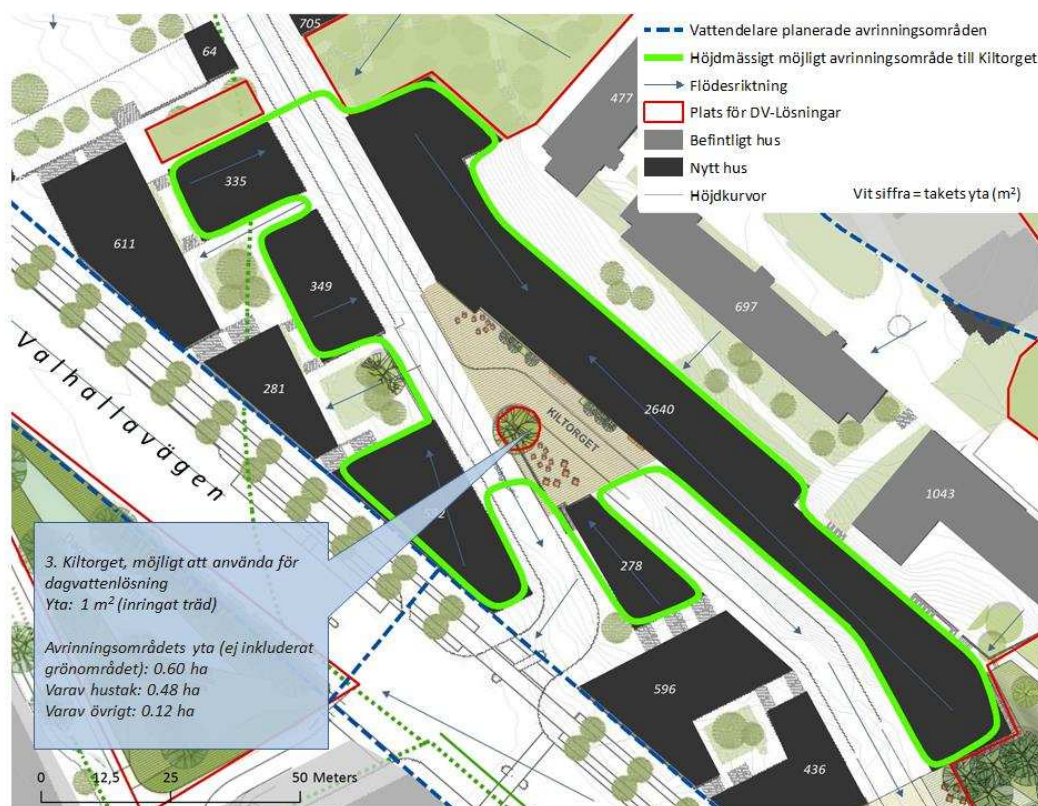 Vattendelare planerade avrinningsområden
Höjdmässigt möjligt avrinningsområde till Kiltorget
Flödesriktning
Plats för DV-Lösningar
Befintligt hus
Nytt hus
Höjdkurvor
Vit siffra = takets yta (m²)
705
64
477
335
611
349
697
281
2640
KILTORGET
1043
278
596
436
Valhallavägen
3. Kiltorget, möjligt att använda för
dagvattenlösning
Yta: 1 m² (inringat träd)
Avrinningsområdets yta (ej inkluderat
grönområdet): 0.60 ha
Varav hustak: 0.48 ha
Varav övrigt: 0.12 ha
0 12,5 25 50 Meters